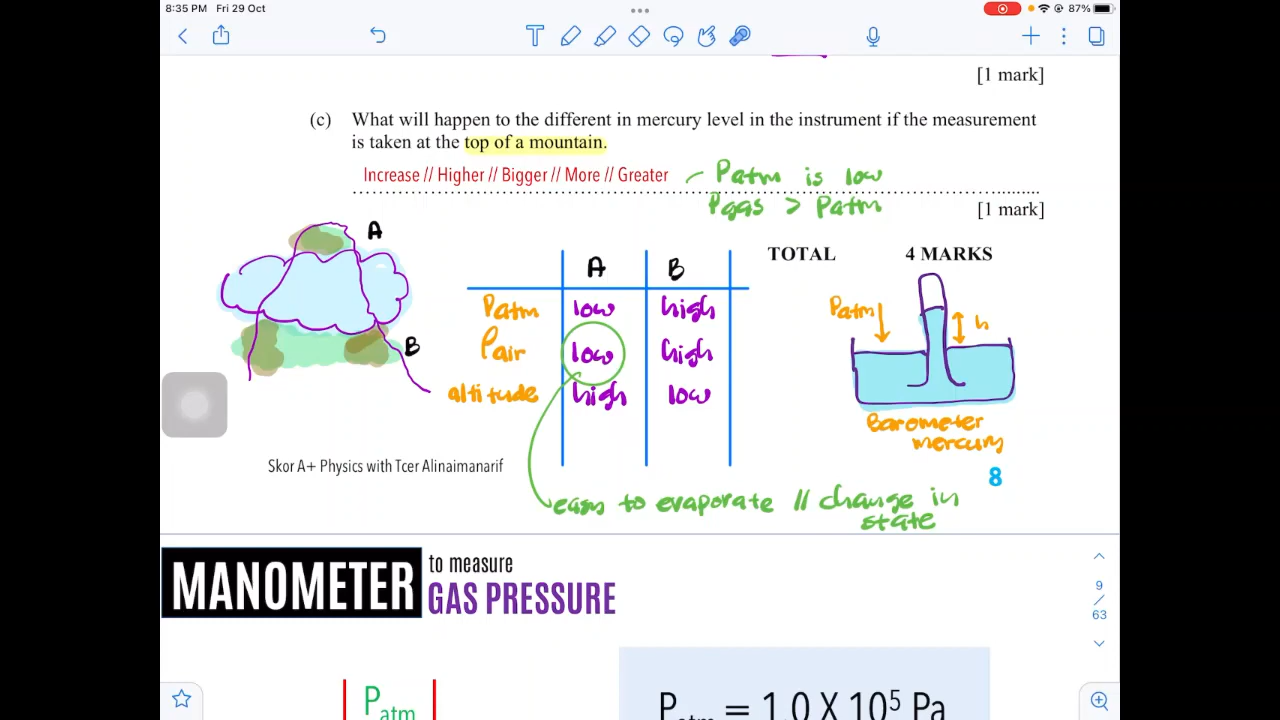 8:35 PM Fri 29 Oct
87%
[1 mark]
(c) What will happen to the different in mercury level in the instrument if the measurement
is taken at the top of a mountain.
Increase // Higher // Bigger // More // Greater
Patm is low
Pgas > Patm
[1 mark]
A
B
A B
Patm low high
ρair low high
altitude high low
TOTAL 4 MARKS
Patm
h
Barometer
mercury
Skor A+ Physics with Tcer Alinaimanarif
8
easy to evaporate // change in
state
MANOMETER to measure
GAS PRESSURE
9
/
63
Patm
Patm = 1.0 X 10⁵ Pa